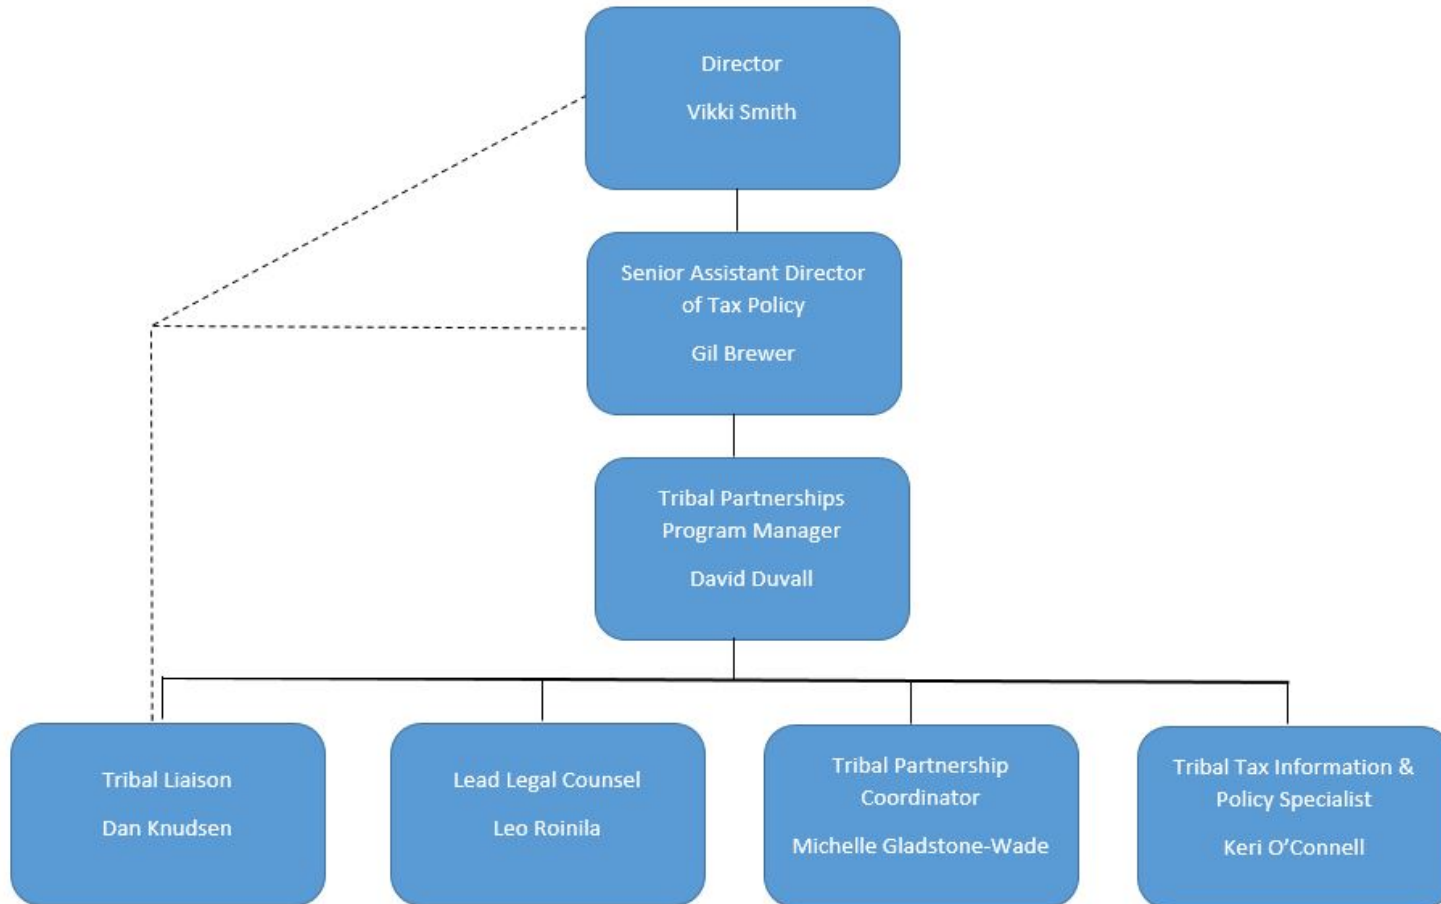 Director
Vikki Smith
Senior Assistant Director
of Tax Policy
Gil Brewer
Tribal Partnerships
Program Manager
David Duvall
Tribal Liaison
Dan Knudsen
Lead Legal Counsel
Leo Roinila
Tribal Partnership
Coordinator
Michelle Gladstone-Wade
Tribal Tax Information &
Policy Specialist
Keri O’Connell